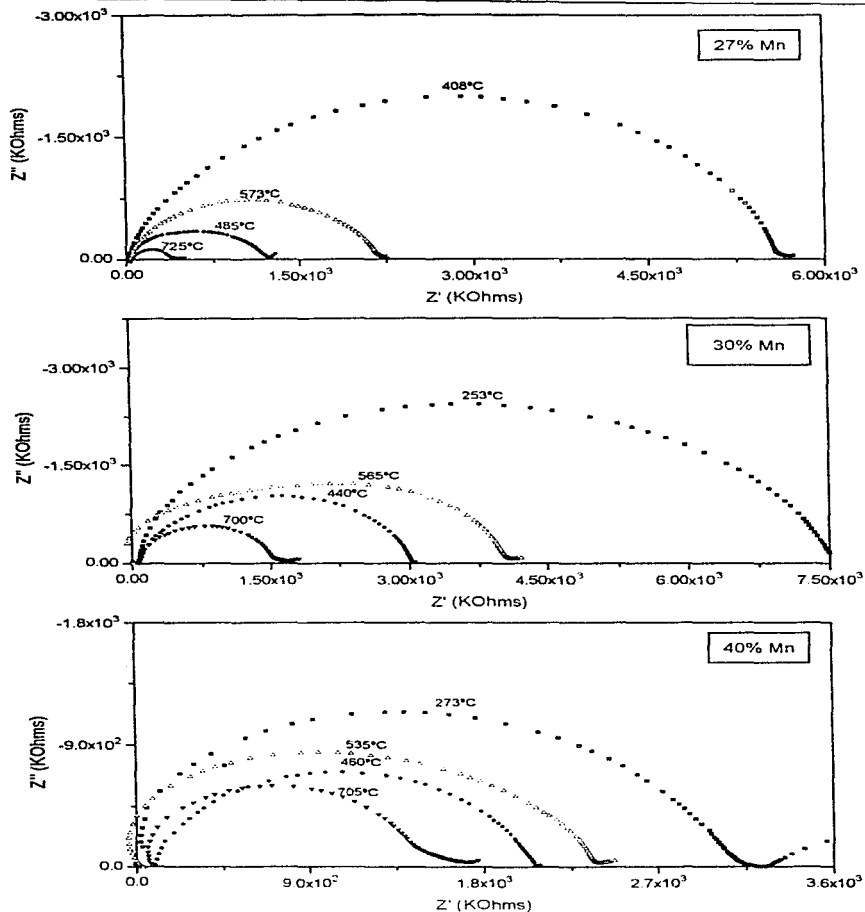 -3.00x10³
27% Mn
408°C
-1.50x10³
573°C
485°C
725°C
0.00
0.00 1.50x10³ 3.00x10³ 4.50x10³ 6.00x10³
Z' (KOhms)
Z" (KOhms)
30% Mn
-3.00x10³
253°C
-1.50x10³
565°C
440°C
700°C
0.00
0.00 1.50x10³ 3.00x10³ 4.50x10³ 6.00x10³ 7.50x10³
Z' (KOhms)
Z" (KOhms)
-1.8x10³
40% Mn
273°C
-9.0x10²
535°C
460°C
705°C
0.0
0.0 9.0x10² 1.8x10³ 2.7x10³ 3.6x10³
Z' (KOhms)
Z" (KOhms)